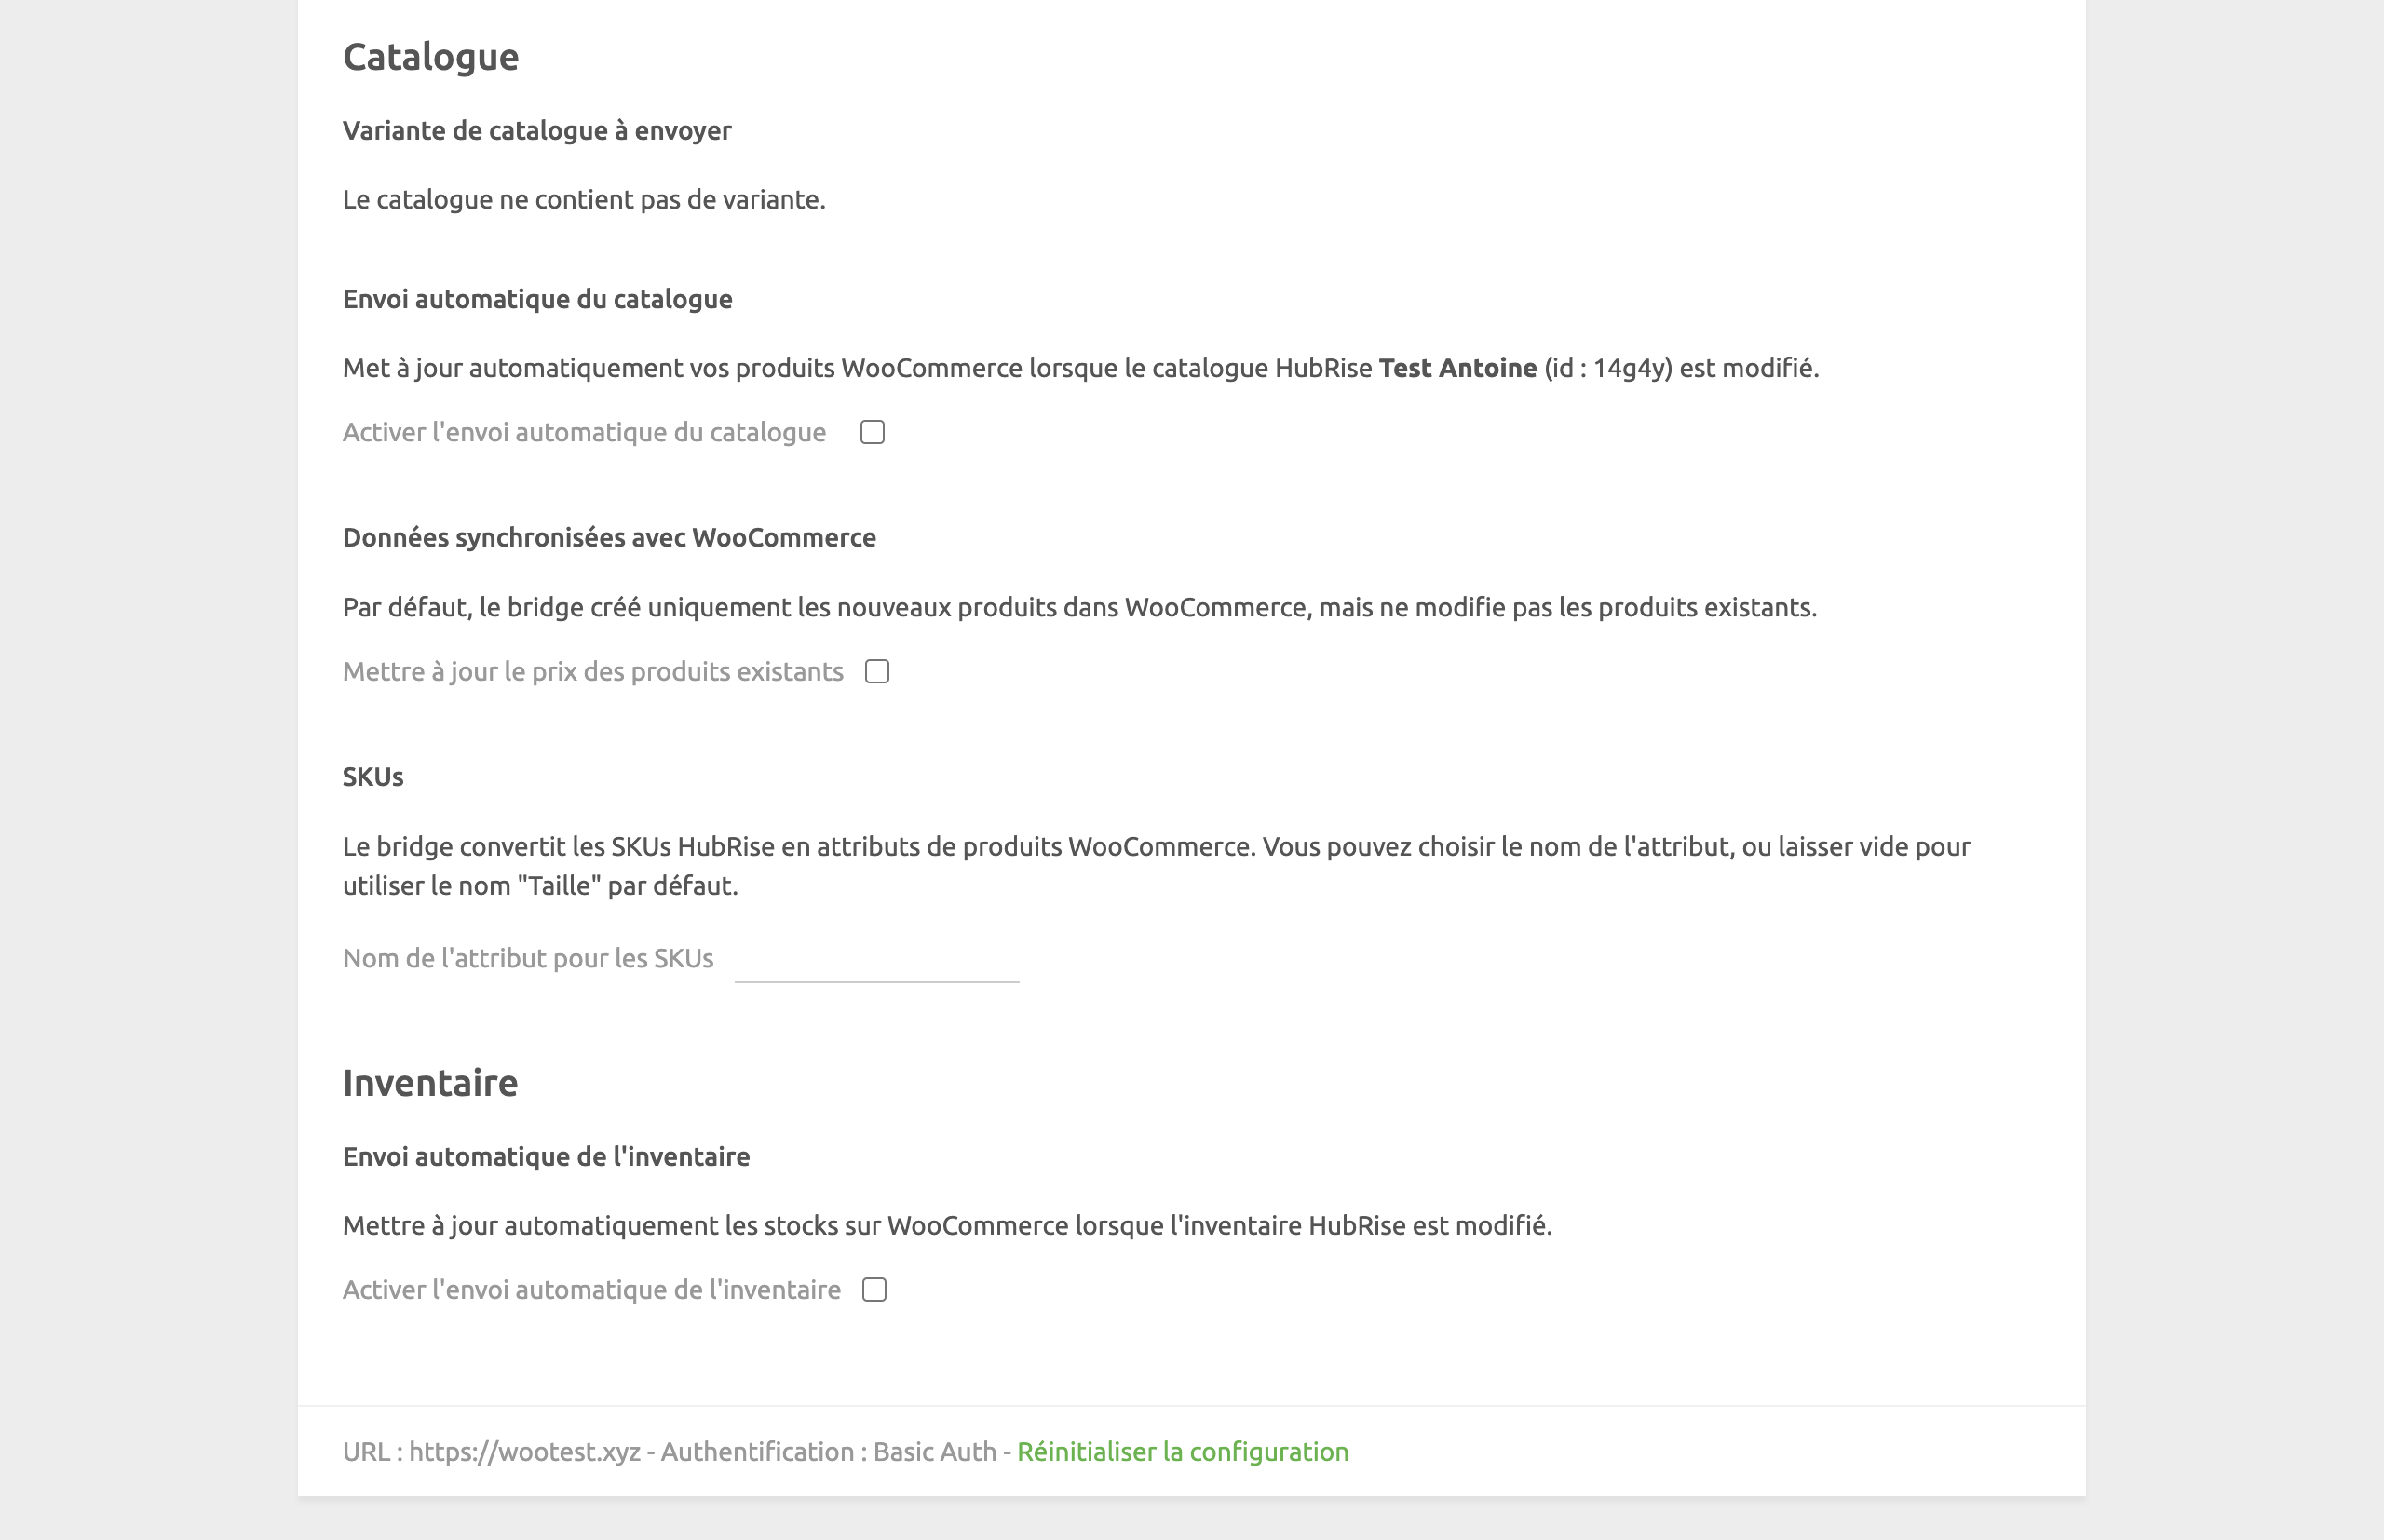 Catalogue
Variante de catalogue à envoyer
Le catalogue ne contient pas de variante.
Envoi automatique du catalogue
Met à jour automatiquement vos produits WooCommerce lorsque le catalogue HubRise Test Antoine (id : 14g4y) est modifié.
Activer l'envoi automatique du catalogue
Données synchronisées avec WooCommerce
Par défaut, le bridge créé uniquement les nouveaux produits dans WooCommerce, mais ne modifie pas les produits existants.
Mettre à jour le prix des produits existants
SKUs
Le bridge convertit les SKUs HubRise en attributs de produits WooCommerce. Vous pouvez choisir le nom de l'attribut, ou laisser vide pour
utiliser le nom "Taille" par défaut.
Nom de l'attribut pour les SKUs
Inventaire
Envoi automatique de l'inventaire
Mettre à jour automatiquement les stocks sur WooCommerce lorsque l'inventaire HubRise est modifié.
Activer l'envoi automatique de l'inventaire
URL : https://wootest.xyz - Authentification : Basic Auth - Réinitialiser la configuration